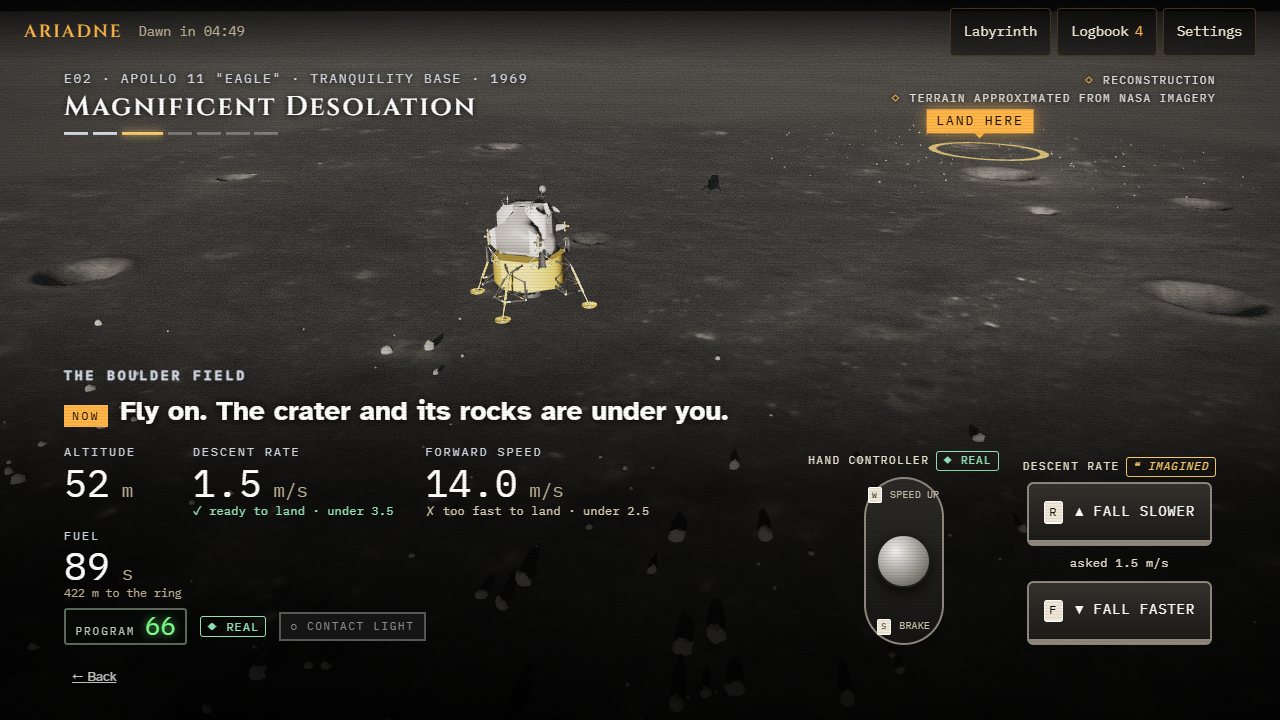 ARIADNE Dawn in 04:49
Labyrinth
Logbook 4
Settings
E02 · APOLLO 11 "EAGLE" · TRANQUILITY BASE · 1969
Magnificent Desolation
◇ RECONSTRUCTION
◇ TERRAIN APPROXIMATED FROM NASA IMAGERY
LAND HERE
THE BOULDER FIELD
NOW Fly on. The crater and its rocks are under you.
ALTITUDE
52 m
DESCENT RATE
1.5 m/s
✓ ready to land · under 3.5
FORWARD SPEED
14.0 m/s
✗ too fast to land · under 2.5
FUEL
89 s
422 m to the ring
PROGRAM 66
◆ REAL
○ CONTACT LIGHT
← Back
HAND CONTROLLER ◆ REAL
W SPEED UP
S BRAKE
DESCENT RATE “ IMAGINED
R ▲ FALL SLOWER
asked 1.5 m/s
F ▼ FALL FASTER